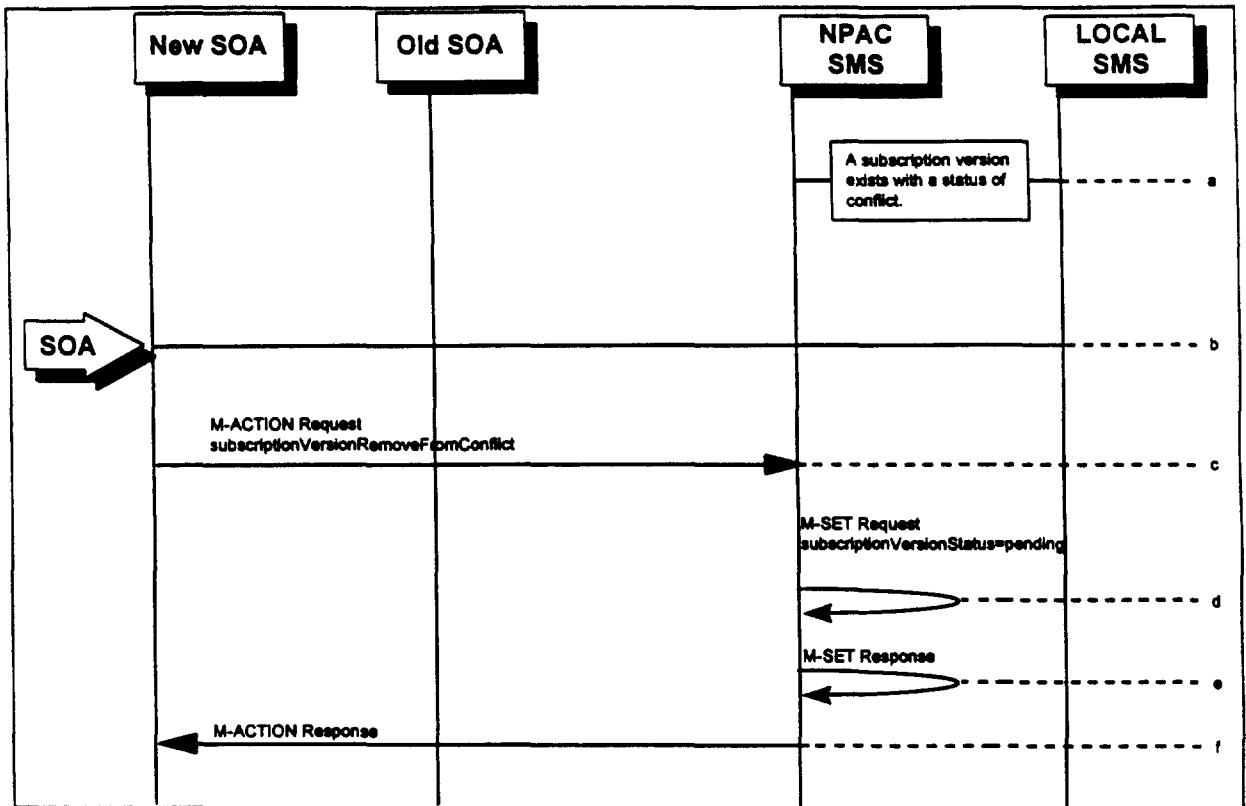 New SOA
Old SOA
NPAC
SMS
LOCAL
SMS
A subscription version
exists with a status of
conflict.
a
SOA
b
M-ACTION Request
subscriptionVersionRemoveFromConflict
c
M-SET Request
subscriptionVersionStatus=pending
d
M-SET Response
e
M-ACTION Response
f